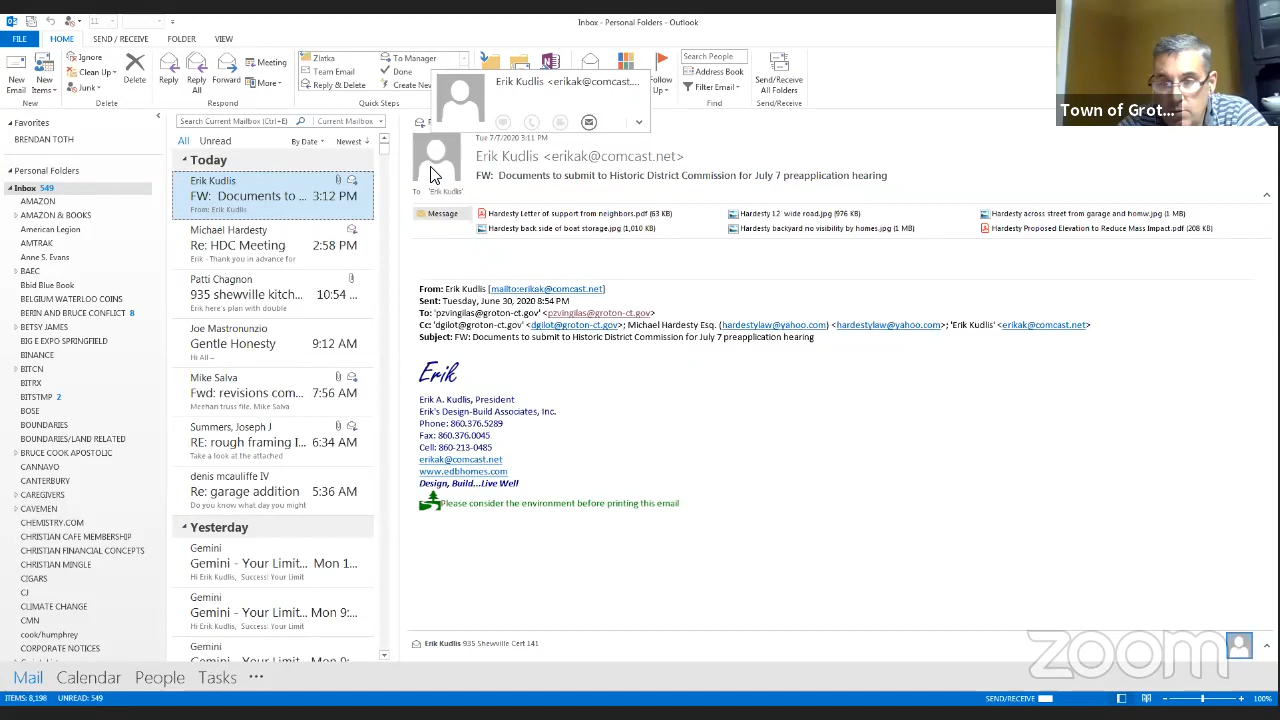 Inbox - Personal Folders - Outlook
11
FILE HOME SEND / RECEIVE FOLDER VIEW
New Email
New Items
Ignore
Clean Up
Junk
Delete
Reply
Reply All
Forward
Meeting
More
Zlatka
Team Email
Reply & Delete
To Manager
Done
Create New
Follow Up
Search People
Address Book
Filter Email
Send/Receive All Folders
New Delete Respond Quick Steps Find Send/Receive
Town of Grot...
Erik Kudlis <erikak@comcast....
Favorites
BRENDAN TOTH
Personal Folders
Inbox 549
AMAZON
AMAZON & BOOKS
American Legion
AMTRAK
Anne S. Evans
BAEC
Bbid Blue Book
BELGIUM WATERLOO COINS
BERIN AND BRUCE CONFLICT 8
BETSY JAMES
BIG E EXPO SPRINGFIELD
BINANCE
BITCN
BITRX
BITSTMP 2
BOSE
BOUNDARIES
BOUNDARIES/LAND RELATED
BRUCE COOK APOSTOLIC
CANNAVO
CANTERBURY
CAREGIVERS
CAVEMEN
CHEMISTRY.COM
CHRISTIAN CAFE MEMBERSHIP
CHRISTIAN FINANCIAL CONCEPTS
CHRISTIAN MINGLE
CIGARS
CJ
CLIMATE CHANGE
CMN
cook/humphrey
CORPORATE NOTICES
Search Current Mailbox (Ctrl+E) Current Mailbox
All Unread By Date Newest
Today
Erik Kudlis
FW: Documents to ... 3:12 PM
From: Erik Kudlis
Michael Hardesty
Re: HDC Meeting 2:58 PM
Erik - Thank you in advance for
Patti Chagnon
935 shewville kitch... 10:54 ...
Erik here's plan with double
Joe Mastronunzio
Gentle Honesty 9:12 AM
Hi All –
Mike Salva
Fwd: revisions com... 7:56 AM
Meehan truss file. Mike Salva
Summers, Joseph J
RE: rough framing I... 6:34 AM
Take a look at the attached
denis mcauliffe IV
Re: garage addition 5:36 AM
Do you know what day you might
Yesterday
Gemini
Gemini - Your Limit... Mon 1...
Hi Erik Kudlis, Success! Your Limit
Gemini
Gemini - Your Limit... Mon 9:...
Hi Erik Kudlis, Success! Your Limit
Gemini
Gemini - Your Limit... Mon 9:...
Tue 7/7/2020 3:11 PM
Erik Kudlis <erikak@comcast.net>
FW: Documents to submit to Historic District Commission for July 7 preapplication hearing
To 'Erik Kudlis'
Message Hardesty Letter of support from neighbors.pdf (63 KB) Hardesty 12' wide road.jpg (976 KB) Hardesty across street from garage and homw.jpg (1 MB)
Hardesty back side of boat storage.jpg (1,010 KB) Hardesty backyard no visibility by homes.jpg (1 MB) Hardesty Proposed Elevation to Reduce Mass Impact.pdf (208 KB)
From: Erik Kudlis [mailto:erikak@comcast.net]
Sent: Tuesday, June 30, 2020 8:54 PM
To: 'pzvingilas@groton-ct.gov' <pzvingilas@groton-ct.gov>
Cc: 'dgilot@groton-ct.gov' <dgilot@groton-ct.gov>; Michael Hardesty Esq. (hardestylaw@yahoo.com) <hardestylaw@yahoo.com>; 'Erik Kudlis' <erikak@comcast.net>
Subject: FW: Documents to submit to Historic District Commission for July 7 preapplication hearing
Erik
Erik A. Kudlis, President
Erik's Design-Build Associates, Inc.
Phone: 860.376.5289
Fax: 860.376.0045
Cell: 860-213-0485
erikak@comcast.net
www.edbhomes.com
Design, Build...Live Well
Please consider the environment before printing this email
Erik Kudlis 935 Shewville Cert 141
zoom
Mail Calendar People Tasks ...
ITEMS: 8,198 UNREAD: 549 SEND/RECEIVE 100%